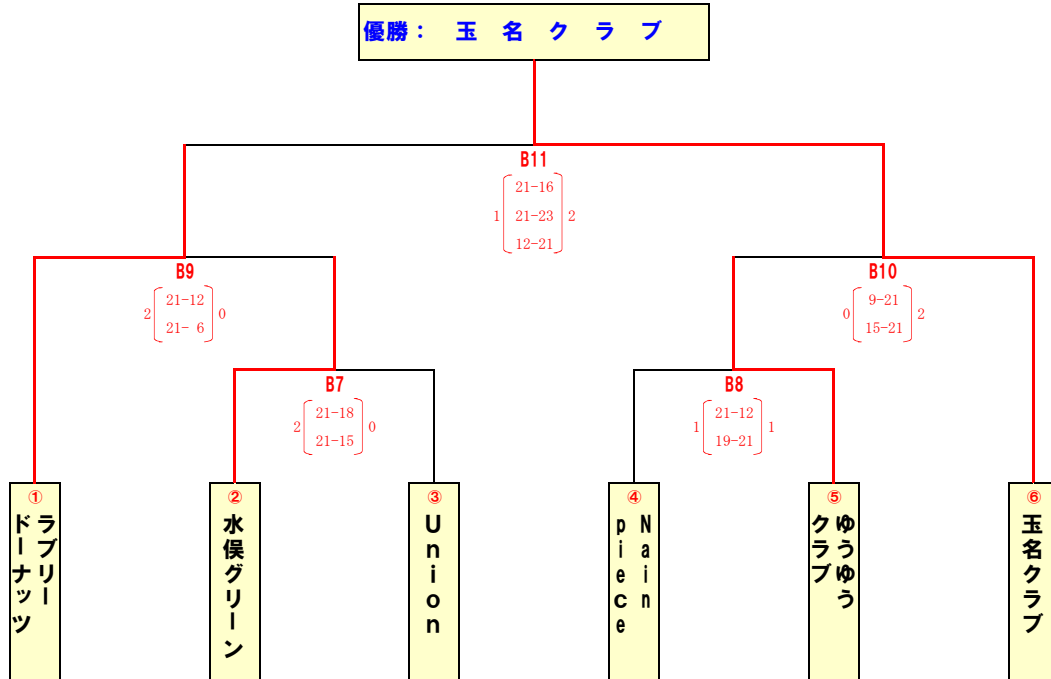 優勝： 玉 名 ク ラ ブ
B11
21-16
1 21-23 2
12-21
B9
21-12
2 0
21- 6
B10
9-21
0 2
15-21
B7
21-18
2 0
21-15
B8
21-12
1 1
19-21
①
ラブリー
ドーナッツ
②
水俣グリーン
③
Union
④
Nain
piece
⑤
ゆうゆう
クラブ
⑥
玉名クラブ